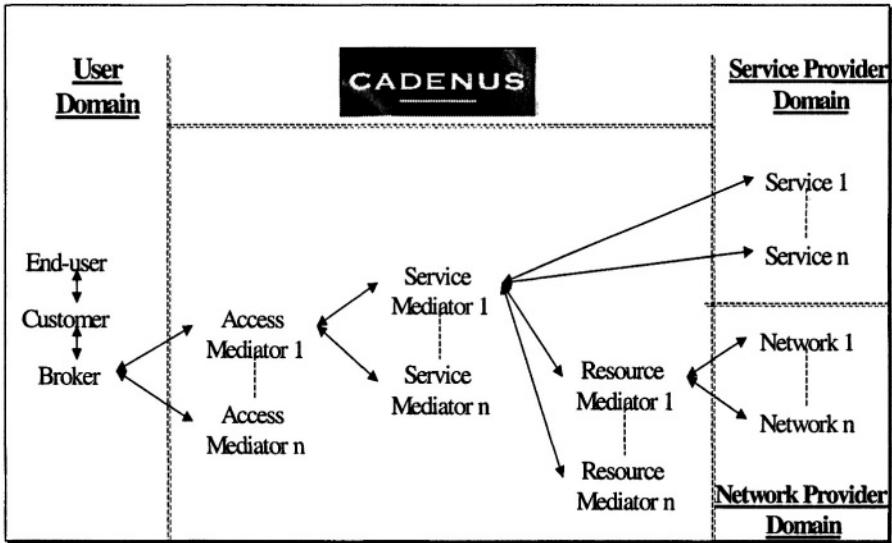 User
Domain
CADENUS
Service Provider
Domain
End-user
Customer
Broker
Access
Mediator 1
Access
Mediator n
Service
Mediator 1
Service
Mediator n
Resource
Mediator 1
Resource
Mediator n
Service 1
Service n
Network 1
Network n
Network Provider
Domain